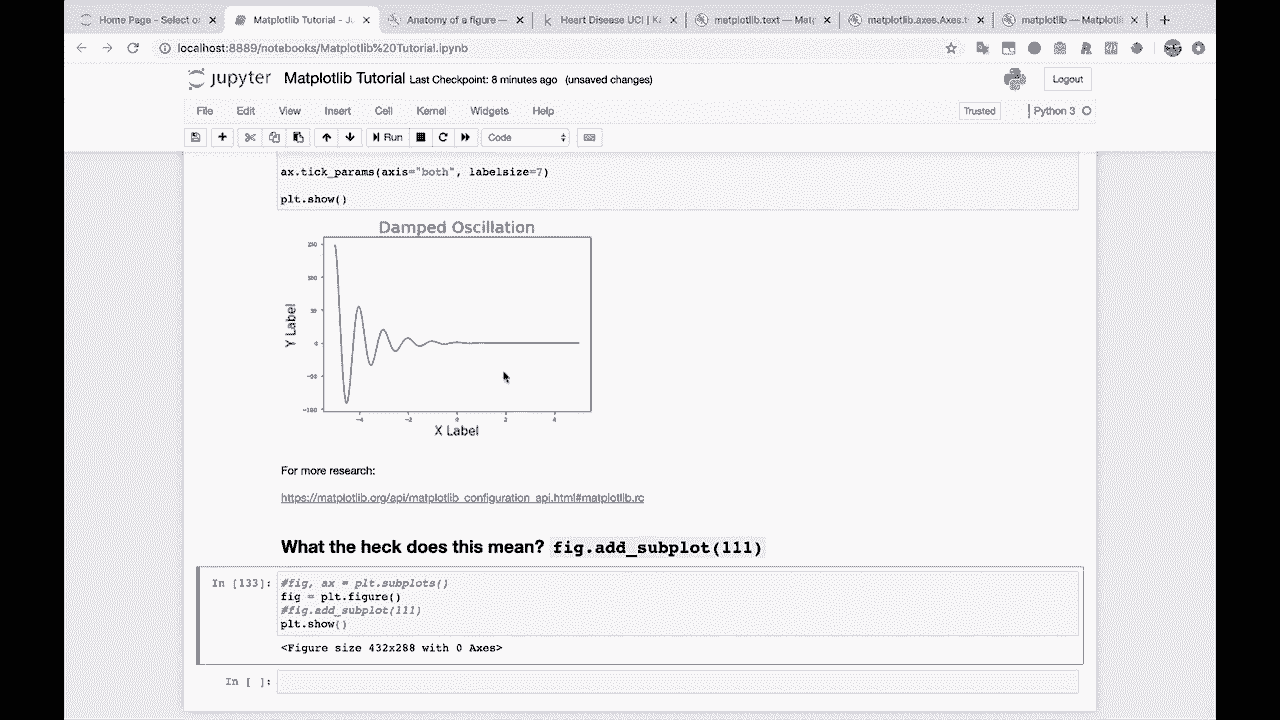 Home Page - Select o
Matplotlib Tutorial - Ju
Anatomy of a figure —
Heart Disease UCI | Ka
matplotlib.text — Matp
matplotlib.axes.Axes.t
matplotlib — Matplotli
localhost:8889/notebooks/Matplotlib%20Tutorial.ipynb
jupyter Matplotlib Tutorial Last Checkpoint: 8 minutes ago (unsaved changes)
Logout
File Edit View Insert Cell Kernel Widgets Help
Trusted
Python 3
Run
Code
ax.tick_params(axis="both", labelsize=7)
plt.show()
Damped Oscillation
Y Label
0
-50
-100
-4 -2 0 2 4
X Label
For more research:
https://matplotlib.org/api/matplotlib_configuration_api.html#matplotlib.rc
What the heck does this mean? fig.add_subplot(111)
In [133]:
#fig, ax = plt.subplots()
fig = plt.figure()
#fig.add_subplot(111)
plt.show()
<Figure size 432x288 with 0 Axes>
In [ ]: